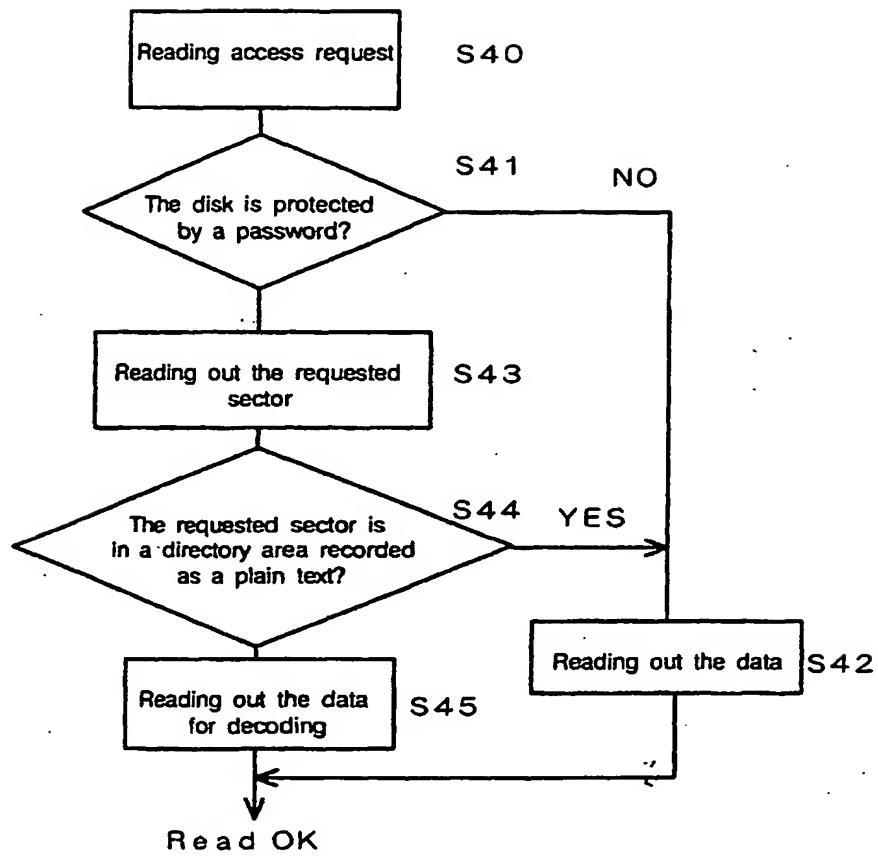 Reading access request
S40
S41
NO
The disk is protected
by a password?
Reading out the requested
sector
S43
S44
YES
The requested sector is
in a directory area recorded
as a plain text?
Reading out the data
S42
Reading out the data
for decoding
S45
Read OK